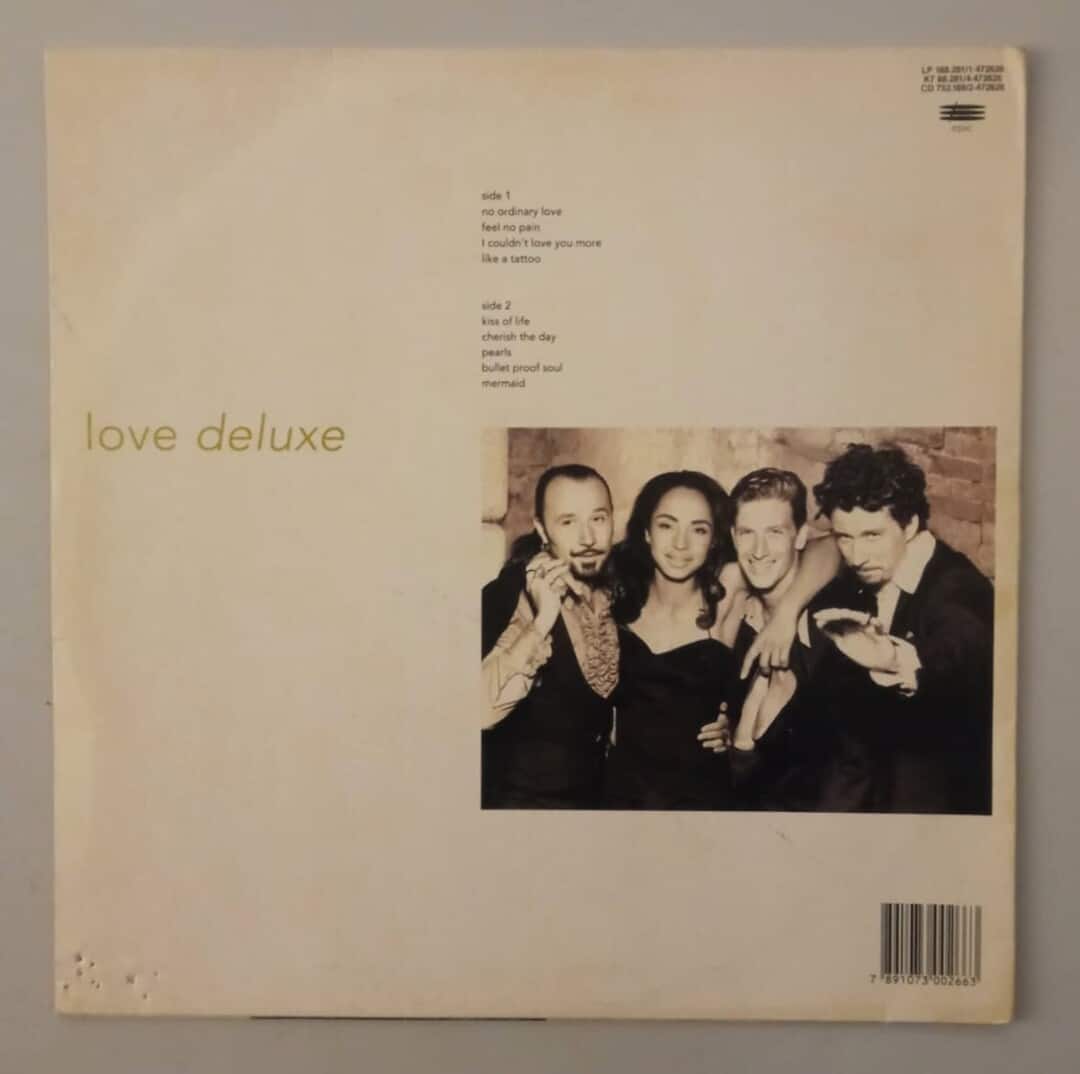 LP 188.281/1-472626
KT 88.281/4-472626
CD 752.188/2-472626
epic
side 1
no ordinary love
feel no pain
I couldn't love you more
like a tattoo
side 2
kiss of life
cherish the day
pearls
bullet proof soul
mermaid
love deluxe
7 891073 002663